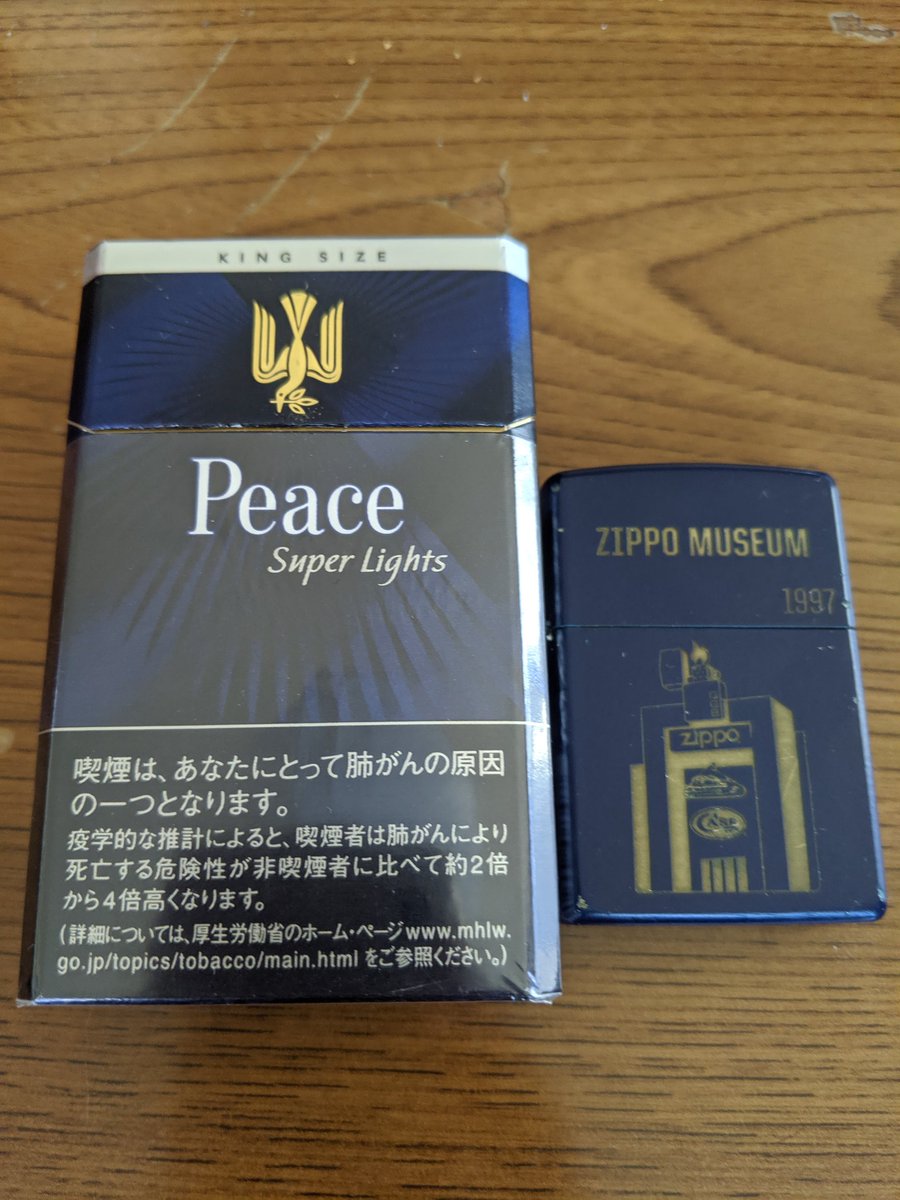 KING SIZE
Peace
Super Lights
喫煙は、あなたにとって肺がんの原因
の一つとなります。
疫学的な推計によると、喫煙者は肺がんにより
死亡する危険性が非喫煙者に比べて約2倍
から4倍高くなります。
(詳細については、厚生労働省のホーム・ページwww.mhlw.
go.jp/topics/tobacco/main.html をご参照ください。)
ZIPPO MUSEUM
1997
zippo
CASE